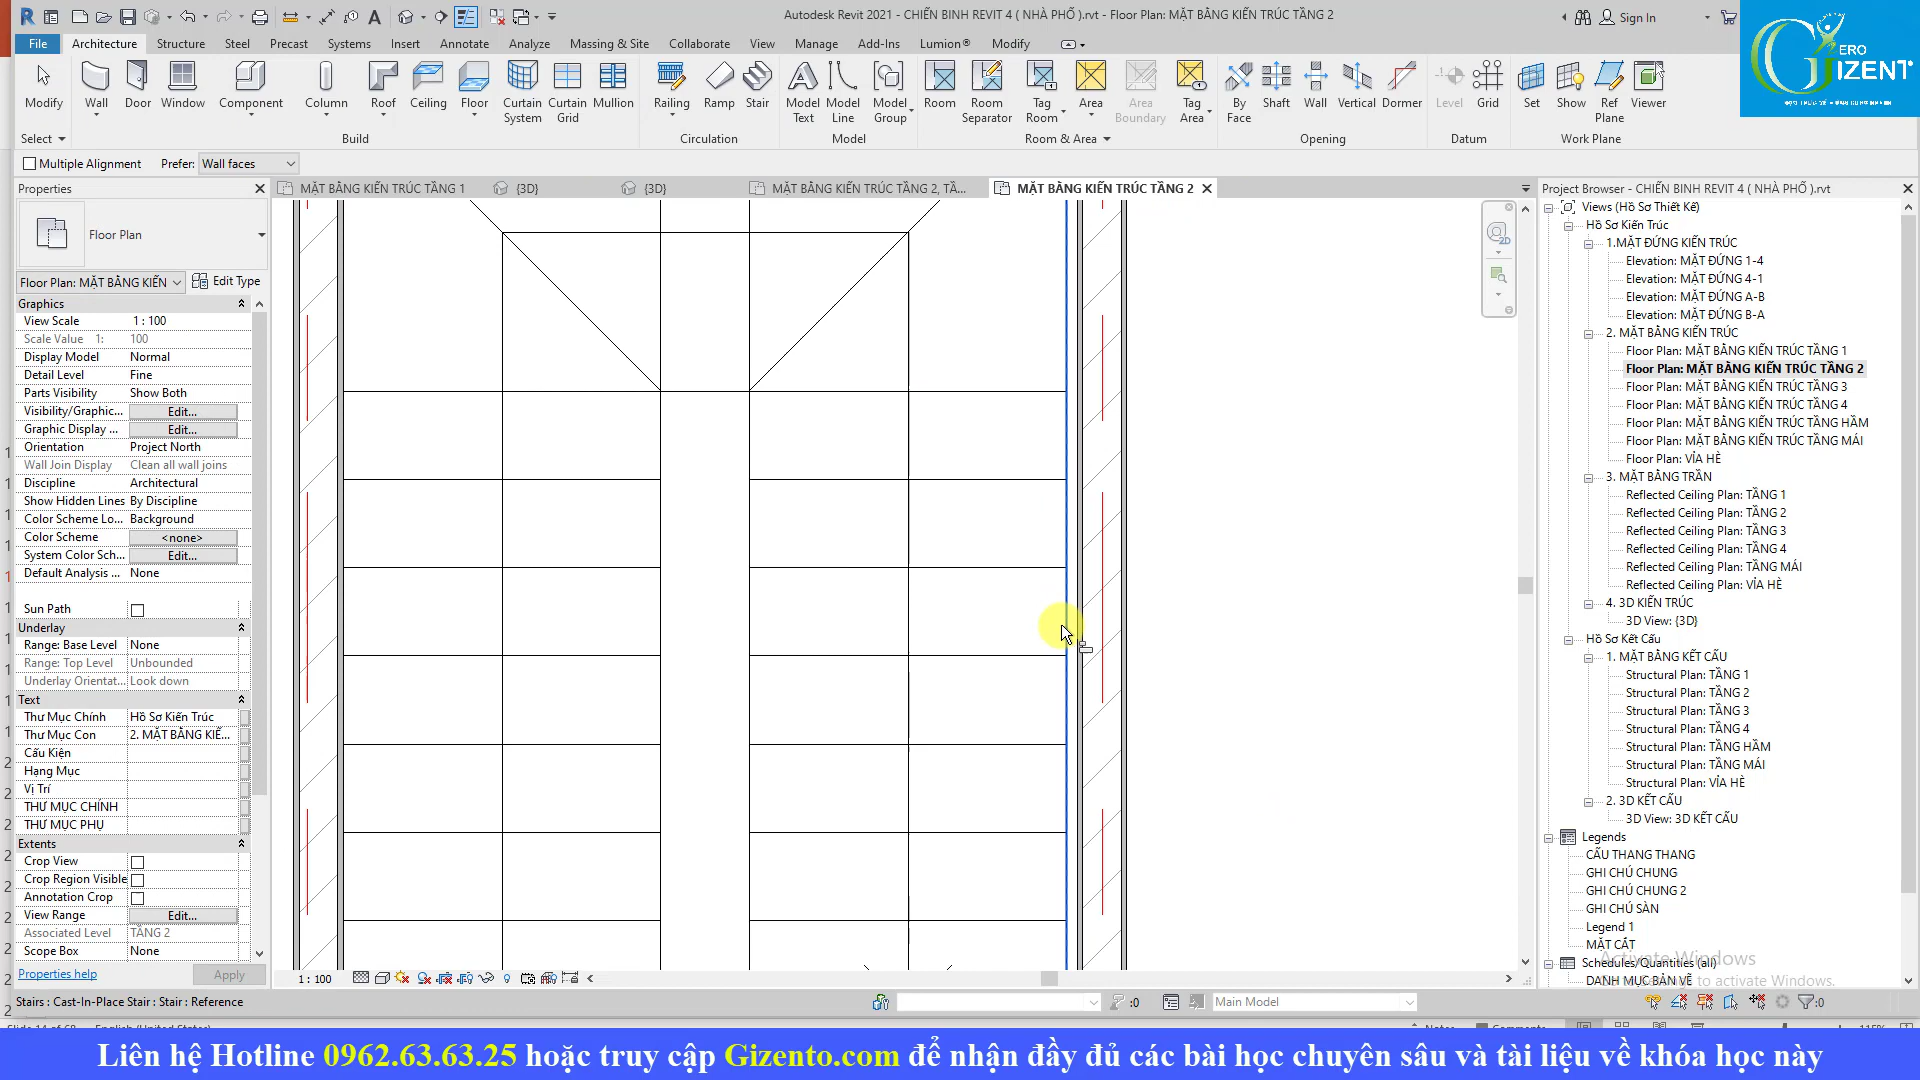 Autodesk Revit 2021 - CHIẾN BINH REVIT 4 ( NHÀ PHỐ ).rvt - Floor Plan: MẶT BẰNG KIẾN TRÚC TẦNG 2
Sign In
File Architecture Structure Steel Precast Systems Insert Annotate Analyze Massing & Site Collaborate View Manage Add-Ins Lumion® Modify
Modify Wall Door Window Component Column Roof Ceiling Floor Curtain System Curtain Grid Mullion Railing Ramp Stair Model Text Model Line Model Group Room Room Separator Tag Room Area Area Boundary Tag Area By Face Shaft Wall Vertical Dormer Level Grid Set Show Ref Plane Viewer
Select Build Circulation Model Room & Area Opening Datum Work Plane
ERO
GIZENT
Multiple Alignment Prefer: Wall faces
Properties
MẶT BẰNG KIẾN TRÚC TẦNG 1 {3D} {3D} MẶT BẰNG KIẾN TRÚC TẦNG 2, TẦ... MẶT BẰNG KIẾN TRÚC TẦNG 2
Floor Plan
Floor Plan: MẶT BẰNG KIẾN Edit Type
Graphics
View Scale 1 : 100
Scale Value 1: 100
Display Model Normal
Detail Level Fine
Parts Visibility Show Both
Visibility/Graphic... Edit...
Graphic Display ... Edit...
Orientation Project North
Wall Join Display Clean all wall joins
Discipline Architectural
Show Hidden Lines By Discipline
Color Scheme Lo... Background
Color Scheme <none>
System Color Sch... Edit...
Default Analysis ... None
Sun Path
Underlay
Range: Base Level None
Range: Top Level Unbounded
Underlay Orientat... Look down
Text
Thư Mục Chính Hồ Sơ Kiến Trúc
Thư Mục Con 2. MẶT BẰNG KIẾ...
Cấu Kiện
Hạng Mục
Vị Trí
THƯ MỤC CHÍNH
THƯ MỤC PHỤ
Extents
Crop View
Crop Region Visible
Annotation Crop
View Range Edit...
Associated Level TẦNG 2
Scope Box None
Properties help Apply
1 : 100
Stairs : Cast-In-Place Stair : Stair : Reference
:0 Main Model :0
Project Browser - CHIẾN BINH REVIT 4 ( NHÀ PHỐ ).rvt
Views (Hồ Sơ Thiết Kế)
Hồ Sơ Kiến Trúc
1.MẶT ĐỨNG KIẾN TRÚC
Elevation: MẶT ĐỨNG 1-4
Elevation: MẶT ĐỨNG 4-1
Elevation: MẶT ĐỨNG A-B
Elevation: MẶT ĐỨNG B-A
2. MẶT BẰNG KIẾN TRÚC
Floor Plan: MẶT BẰNG KIẾN TRÚC TẦNG 1
Floor Plan: MẶT BẰNG KIẾN TRÚC TẦNG 2
Floor Plan: MẶT BẰNG KIẾN TRÚC TẦNG 3
Floor Plan: MẶT BẰNG KIẾN TRÚC TẦNG 4
Floor Plan: MẶT BẰNG KIẾN TRÚC TẦNG HẦM
Floor Plan: MẶT BẰNG KIẾN TRÚC TẦNG MÁI
Floor Plan: VỈA HÈ
3. MẶT BẰNG TRẦN
Reflected Ceiling Plan: TẦNG 1
Reflected Ceiling Plan: TẦNG 2
Reflected Ceiling Plan: TẦNG 3
Reflected Ceiling Plan: TẦNG 4
Reflected Ceiling Plan: TẦNG MÁI
Reflected Ceiling Plan: VỈA HÈ
4. 3D KIẾN TRÚC
3D View: {3D}
Hồ Sơ Kết Cấu
1. MẶT BẰNG KẾT CẤU
Structural Plan: TẦNG 1
Structural Plan: TẦNG 2
Structural Plan: TẦNG 3
Structural Plan: TẦNG 4
Structural Plan: TẦNG HẦM
Structural Plan: TẦNG MÁI
Structural Plan: VỈA HÈ
2. 3D KẾT CẤU
3D View: 3D KẾT CẤU
Legends
CẦU THANG THANG
GHI CHÚ CHUNG
GHI CHÚ CHUNG 2
GHI CHÚ SÀN
Legend 1
MẶT CẮT
Activate Windows
Schedules/Quantities (all)
DANH MỤC BẢN VẼ
to activate Windows.
Liên hệ Hotline 0962.63.63.25 hoặc truy cập Gizento.com để nhận đầy đủ các bài học chuyên sâu và tài liệu về khóa học này